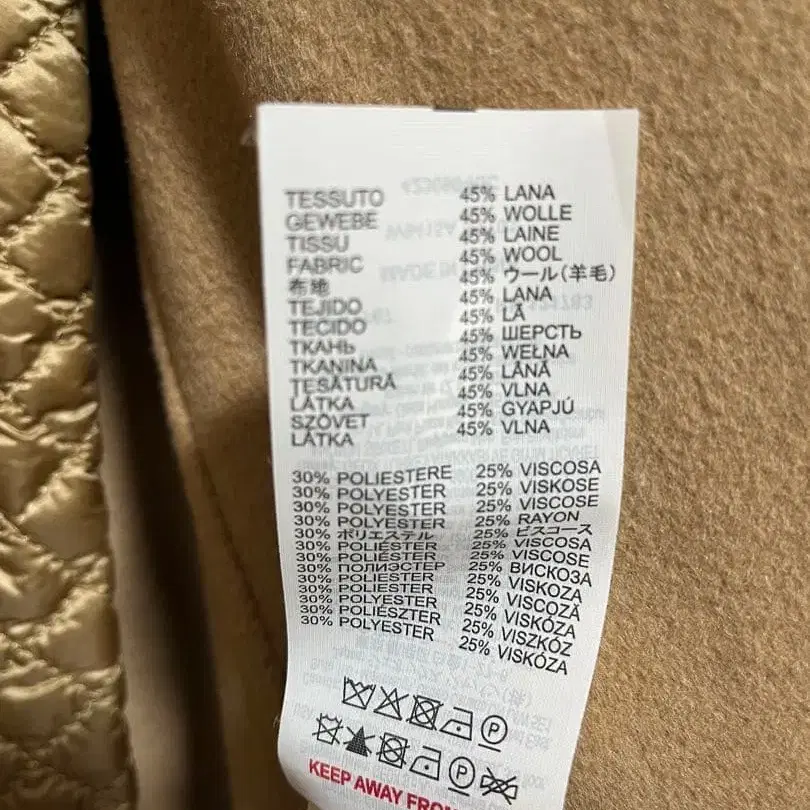 TESSUTO 45% LANA
GEWEBE 45% WOLLE
TISSU 45% LAINE
FABRIC 45% WOOL
布地 45% ウール(羊毛)
TEJIDO 45% LANA
TECIDO 45% LÃ
ТКАНЬ 45% ШЕРСТЬ
TKANINA 45% WEŁNA
ŢESĂTURĂ 45% LÂNĂ
LÁTKA 45% VLNA
SZÖVET 45% GYAPJÚ
LÁTKA 45% VLNA
30% POLIESTERE 25% VISCOSA
30% POLYESTER 25% VISKOSE
30% POLYESTER 25% VISCOSE
30% POLYESTER 25% RAYON
30% ポリエステル 25% ビスコース
30% POLIÉSTER 25% VISCOSA
30% POLIÉSTER 25% VISCOSE
30% ПОЛИЭСТЕР 25% ВИСКОЗА
30% POLIESTER 25% VISKOZA
30% POLIESTER 25% VISCOZĂ
30% POLYESTER 25% VISKÓZA
30% POLIÉSZTER 25% VISZKÓZ
30% POLYESTER 25% VISKÓZA
P
P
KEEP AWAY FROM